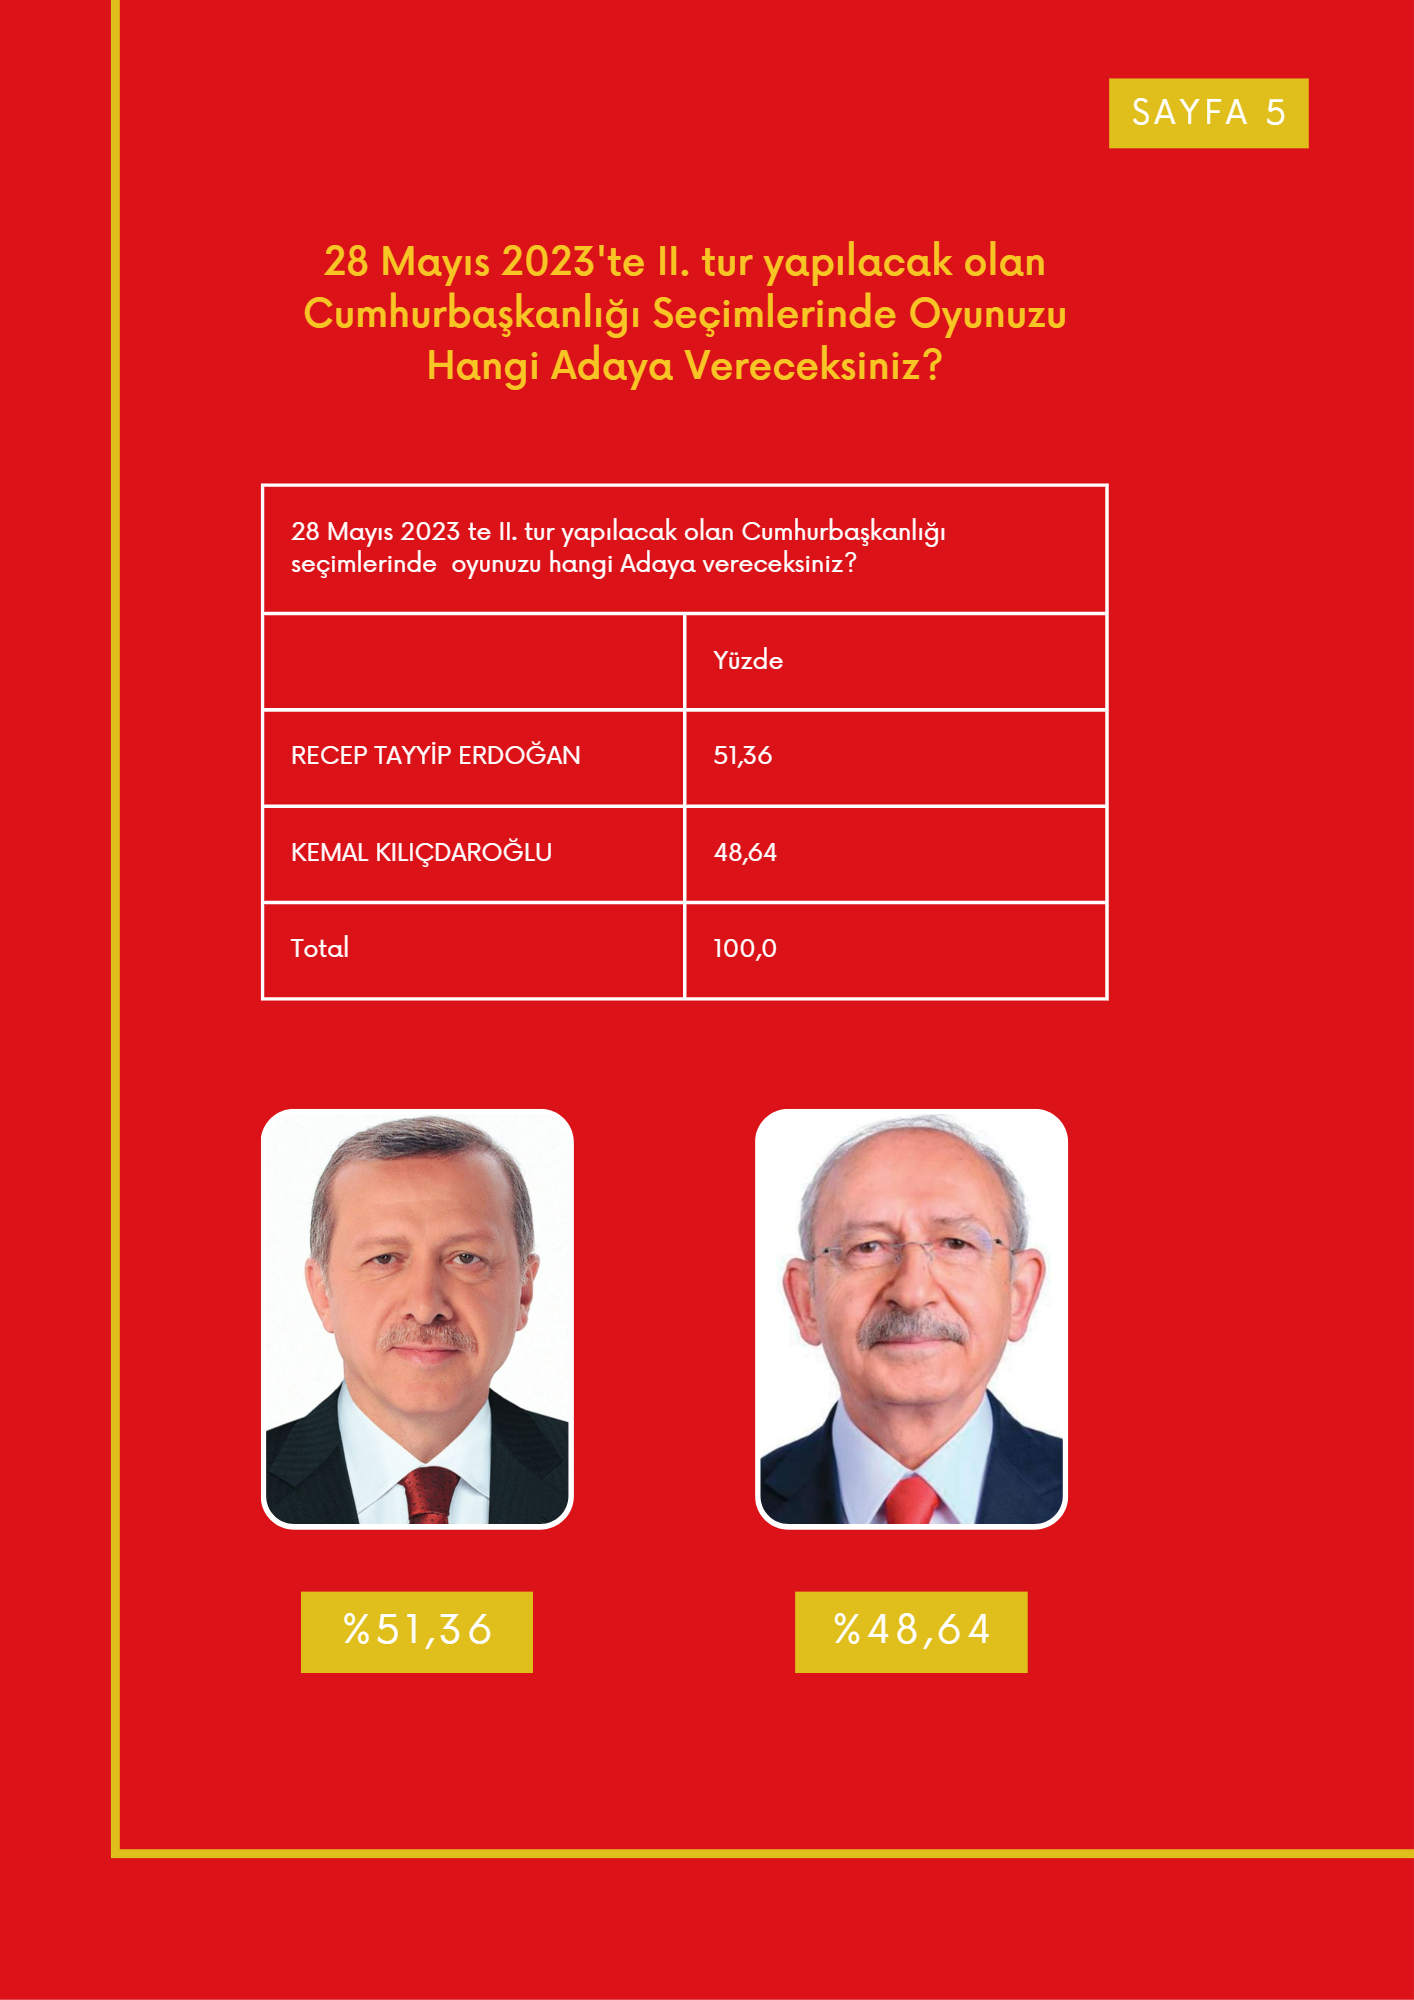 SAYFA 5
28 Mayıs 2023'te II. tur yapılacak olan
Cumhurbaşkanlığı Seçimlerinde Oyunuzu
Hangi Adaya Vereceksiniz?
28 Mayıs 2023 te II. tur yapılacak olan Cumhurbaşkanlığı
seçimlerinde  oyunuzu hangi Adaya vereceksiniz?
Yüzde
RECEP TAYYİP ERDOĞAN 51,36
KEMAL KILIÇDAROĞLU 48,64
Total 100,0
%51,36 %48,64